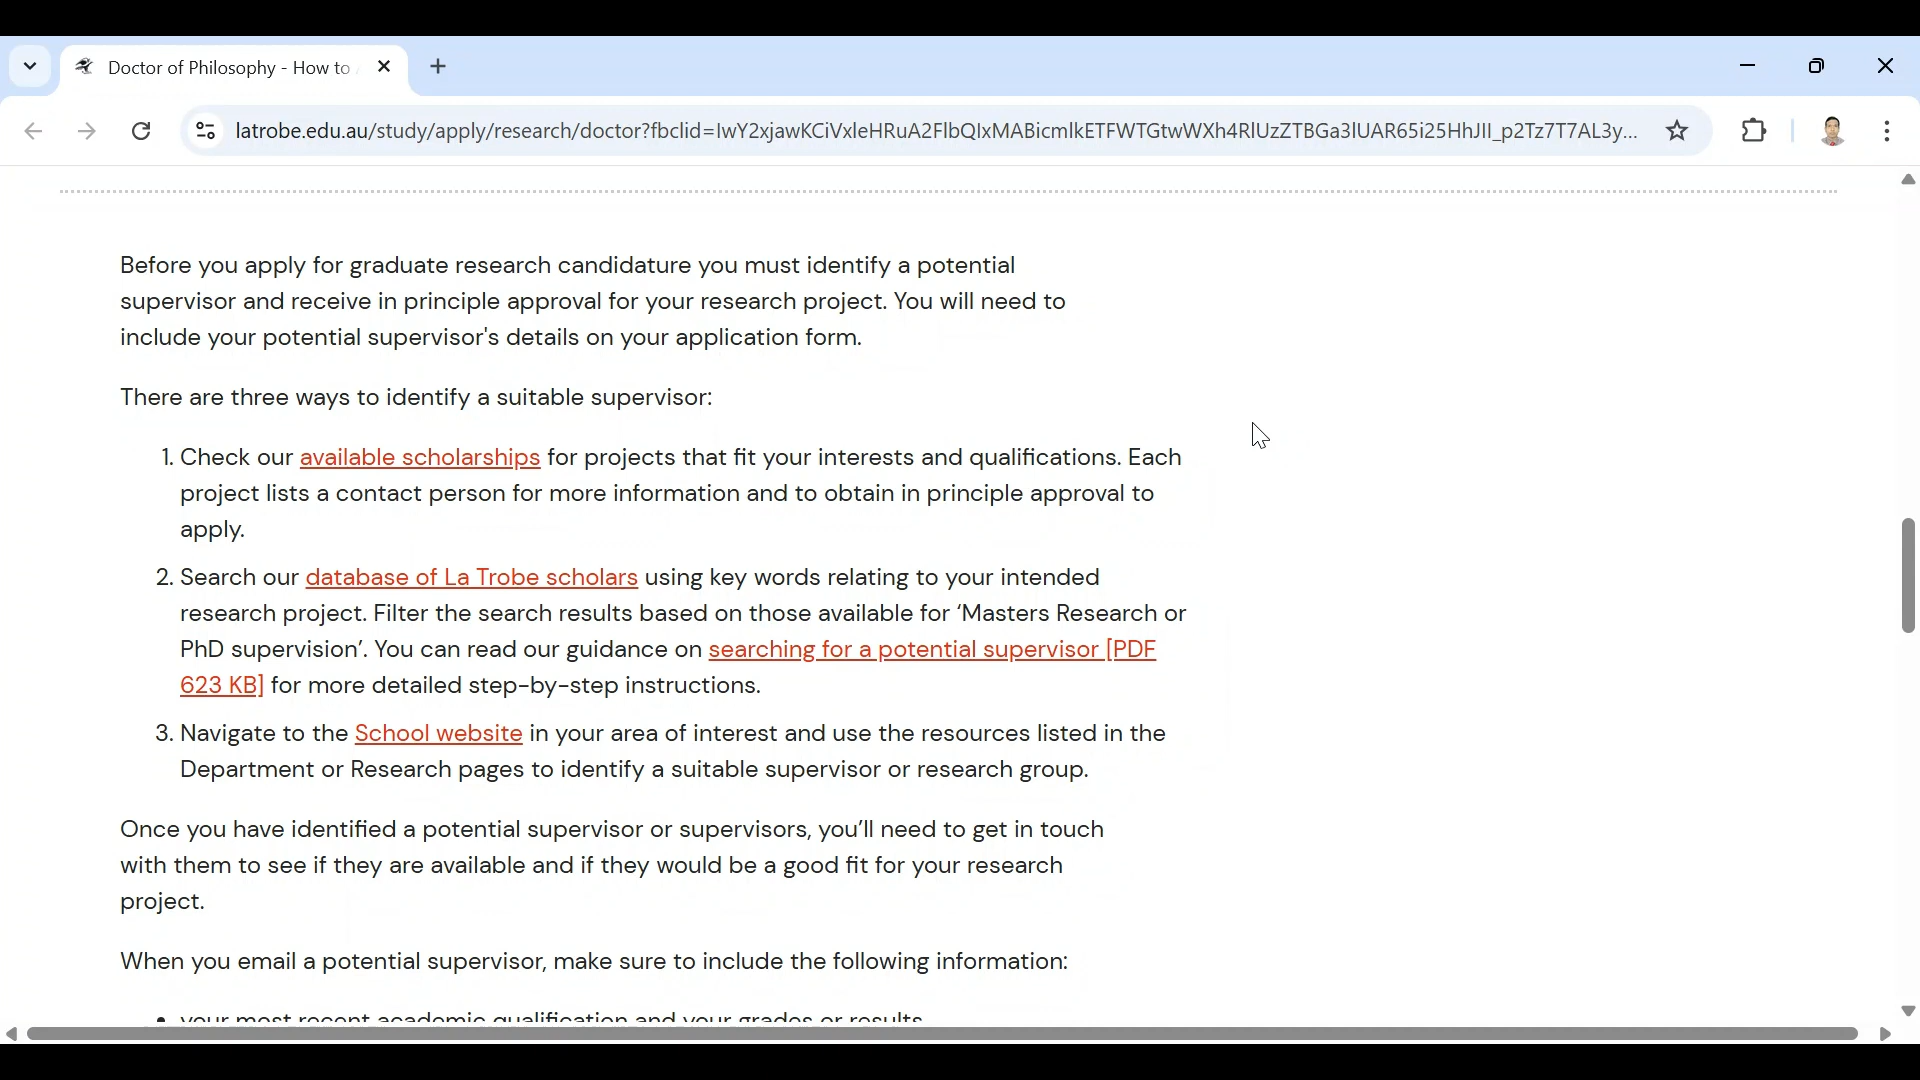 Doctor of Philosophy - How to
latrobe.edu.au/study/apply/research/doctor?fbclid=IwY2xjawKCiVxleHRuA2FlbQIxMABicmlkETFWTGtwWXh4RlUzZTBGa3lUAR65i25HhJII_p2Tz7T7AL3y...
Before you apply for graduate research candidature you must identify a potential
supervisor and receive in principle approval for your research project. You will need to
include your potential supervisor's details on your application form.
There are three ways to identify a suitable supervisor:
1. Check our available scholarships for projects that fit your interests and qualifications. Each
project lists a contact person for more information and to obtain in principle approval to
apply.
2. Search our database of La Trobe scholars using key words relating to your intended
research project. Filter the search results based on those available for ‘Masters Research or
PhD supervision’. You can read our guidance on searching for a potential supervisor [PDF
623 KB] for more detailed step-by-step instructions.
3. Navigate to the School website in your area of interest and use the resources listed in the
Department or Research pages to identify a suitable supervisor or research group.
Once you have identified a potential supervisor or supervisors, you’ll need to get in touch
with them to see if they are available and if they would be a good fit for your research
project.
When you email a potential supervisor, make sure to include the following information:
• your most recent academic qualification and your grades or results